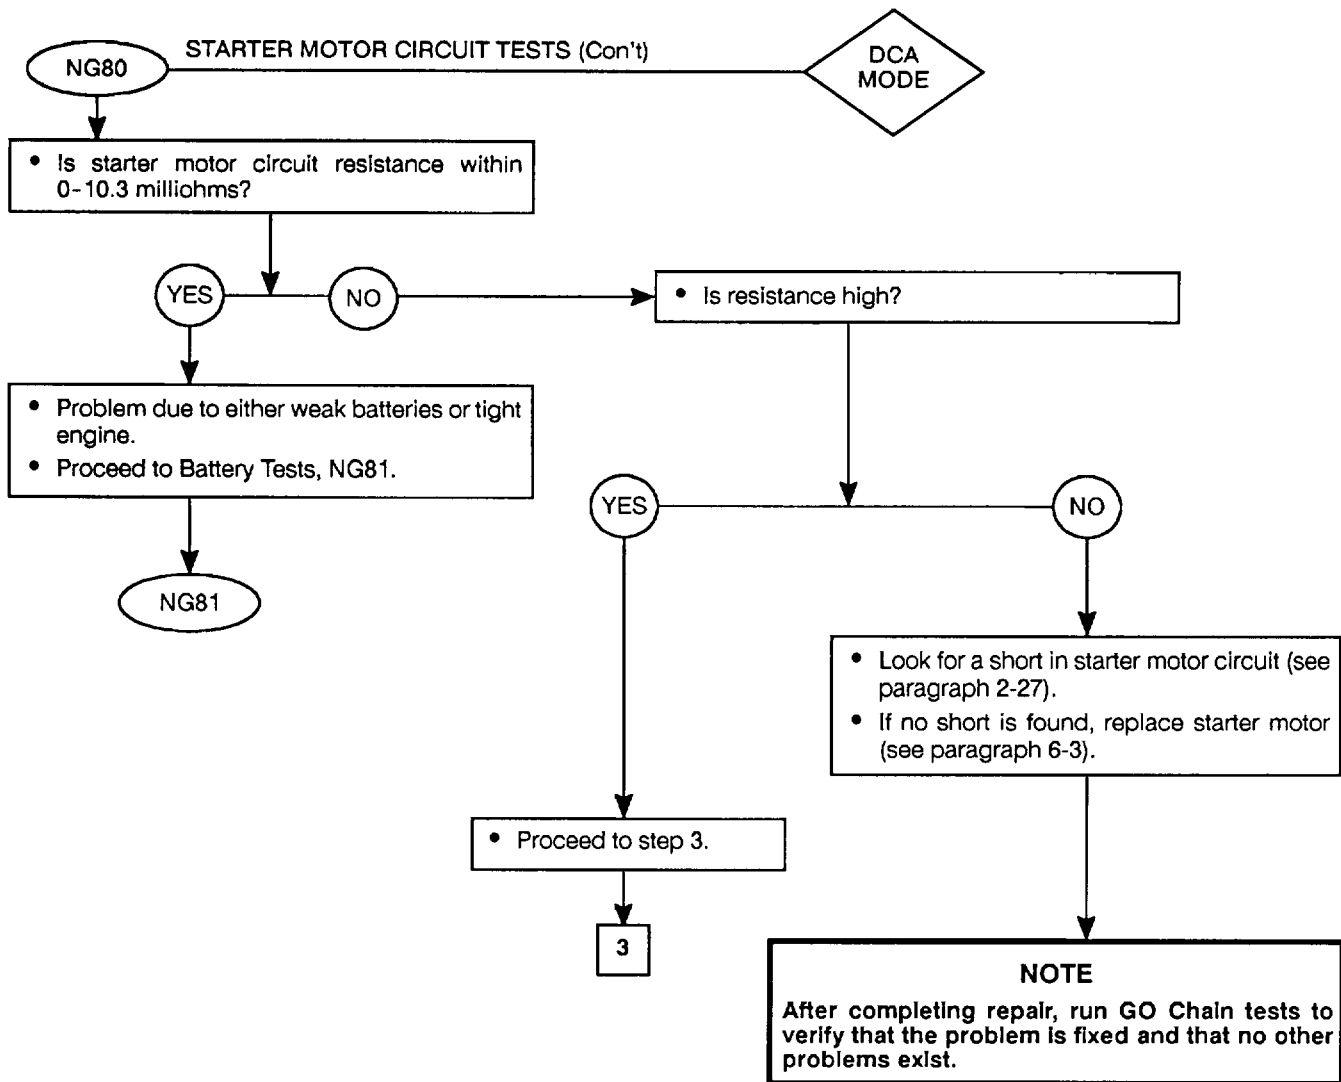 NG80
STARTER MOTOR CIRCUIT TESTS (Con't)
DCA
MODE
• Is starter motor circuit resistance within
0-10.3 milliohms?
YES
NO
• Is resistance high?
• Problem due to either weak batteries or tight
engine.
• Proceed to Battery Tests, NG81.
YES
NO
NG81
• Look for a short in starter motor circuit (see
paragraph 2-27).
• If no short is found, replace starter motor
(see paragraph 6-3).
• Proceed to step 3.
3
NOTE
After completing repair, run GO Chain tests to
verify that the problem is fixed and that no other
problems exist.